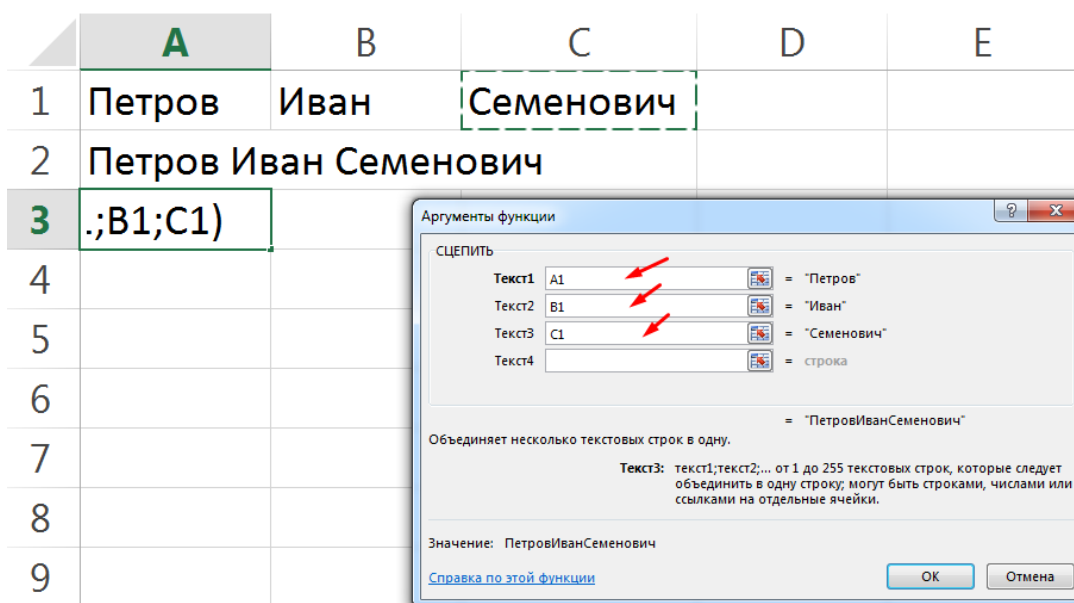 A B C D E
1 Петров Иван Семенович
2 Петров Иван Семенович
3 .;B1;C1)
Аргументы функции
СЦЕПИТЬ
Текст1 A1 = "Петров"
Текст2 B1 = "Иван"
Текст3 C1 = "Семенович"
4
Текст4 = строка
5
6
= "ПетровИванСеменович"
Объединяет несколько текстовых строк в одну.
7
Текст3: текст1;текст2;... от 1 до 255 текстовых строк, которые следует
объединить в одну строку; могут быть строками, числами или
ссылками на отдельные ячейки.
8
Значение: ПетровИванСеменович
9
Справка по этой функции ОК Отмена